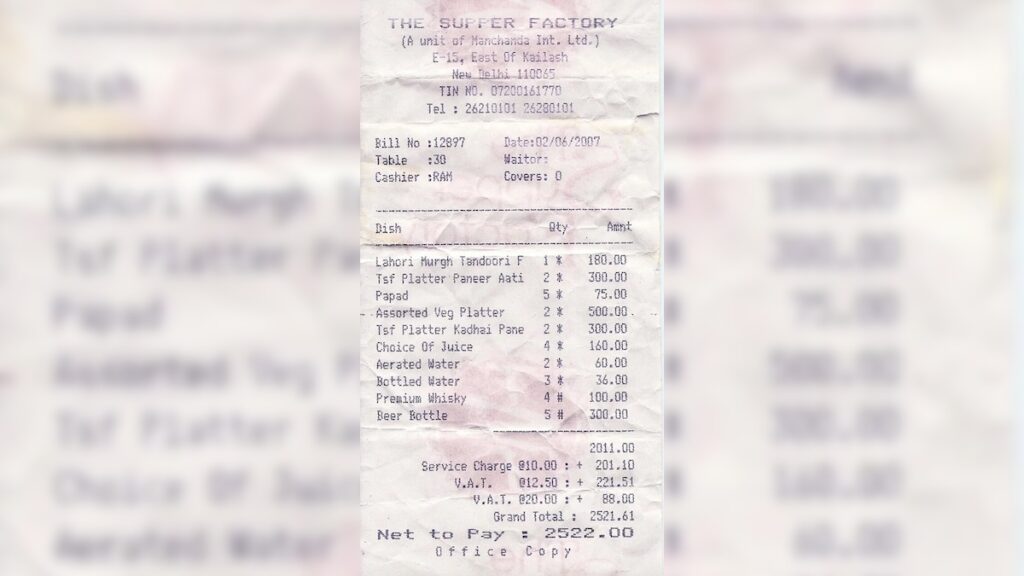 THE SUPPER FACTORY
(A unit of Manchanda Int. Ltd.)
E-15, East Of Kailash
New Delhi 110065
TIN NO. 07200161770
Tel : 26210101 26280101
Bill No :12897 Date:02/06/2007
Table :30 Waitor:
Cashier :RAM Covers: 0
Dish Qty Amnt
Lahori Murgh Tandoori F 1 * 180.00
Tsf Platter Paneer Aati 2 * 300.00
Papad 5 * 75.00
Assorted Veg Platter 2 * 500.00
Tsf Platter Kadhai Pane 2 * 300.00
Choice Of Juice 4 * 160.00
Aerated Water 2 * 60.00
Bottled Water 3 * 36.00
Premium Whisky 4 # 100.00
Beer Bottle 5 # 300.00
2011.00
Service Charge @10.00 : + 201.10
V.A.T. @12.50 : + 221.51
V.A.T. @20.00 : + 88.00
Grand Total : 2521.61
Net to Pay : 2522.00
Office Copy